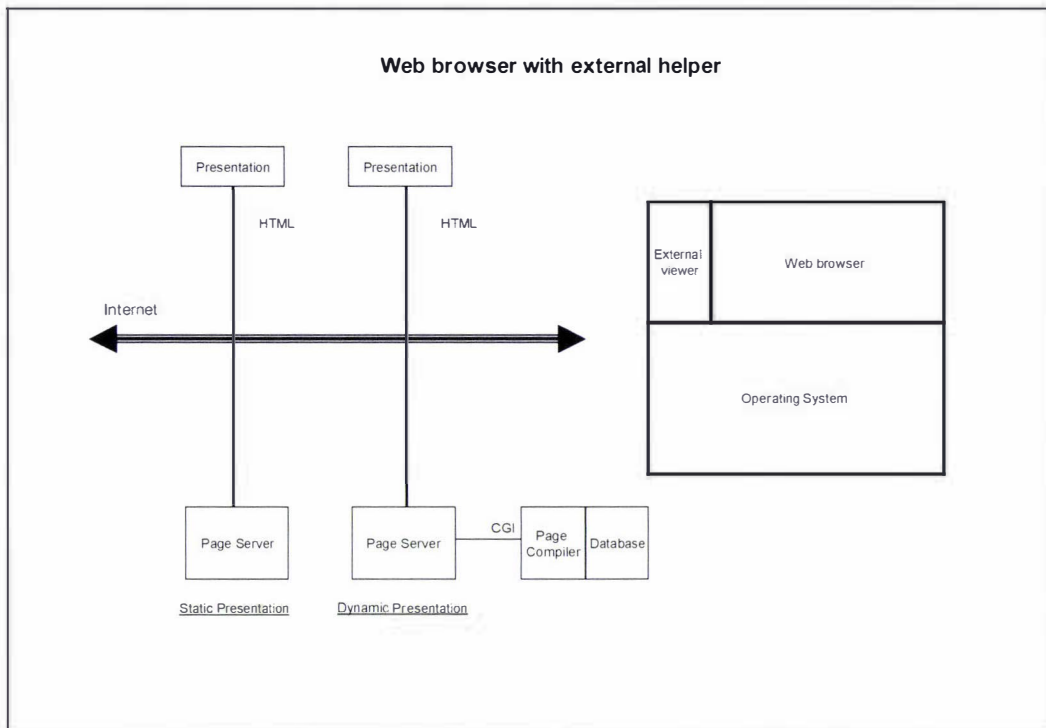 Web browser with external helper
Presentation
Presentation
HTML
HTML
Internet
External
viewer
Web browser
Operating System
Page Server
Page Server
CGI
Page
Compiler
Database
Static Presentation
Dynamic Presentation